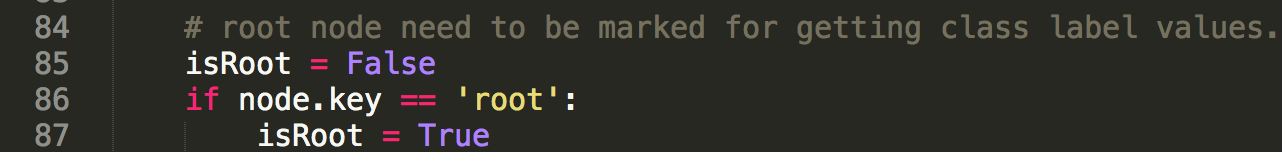 84 # root node need to be marked for getting class label values.
85 isRoot = False
86 if node.key == 'root':
87 isRoot = True